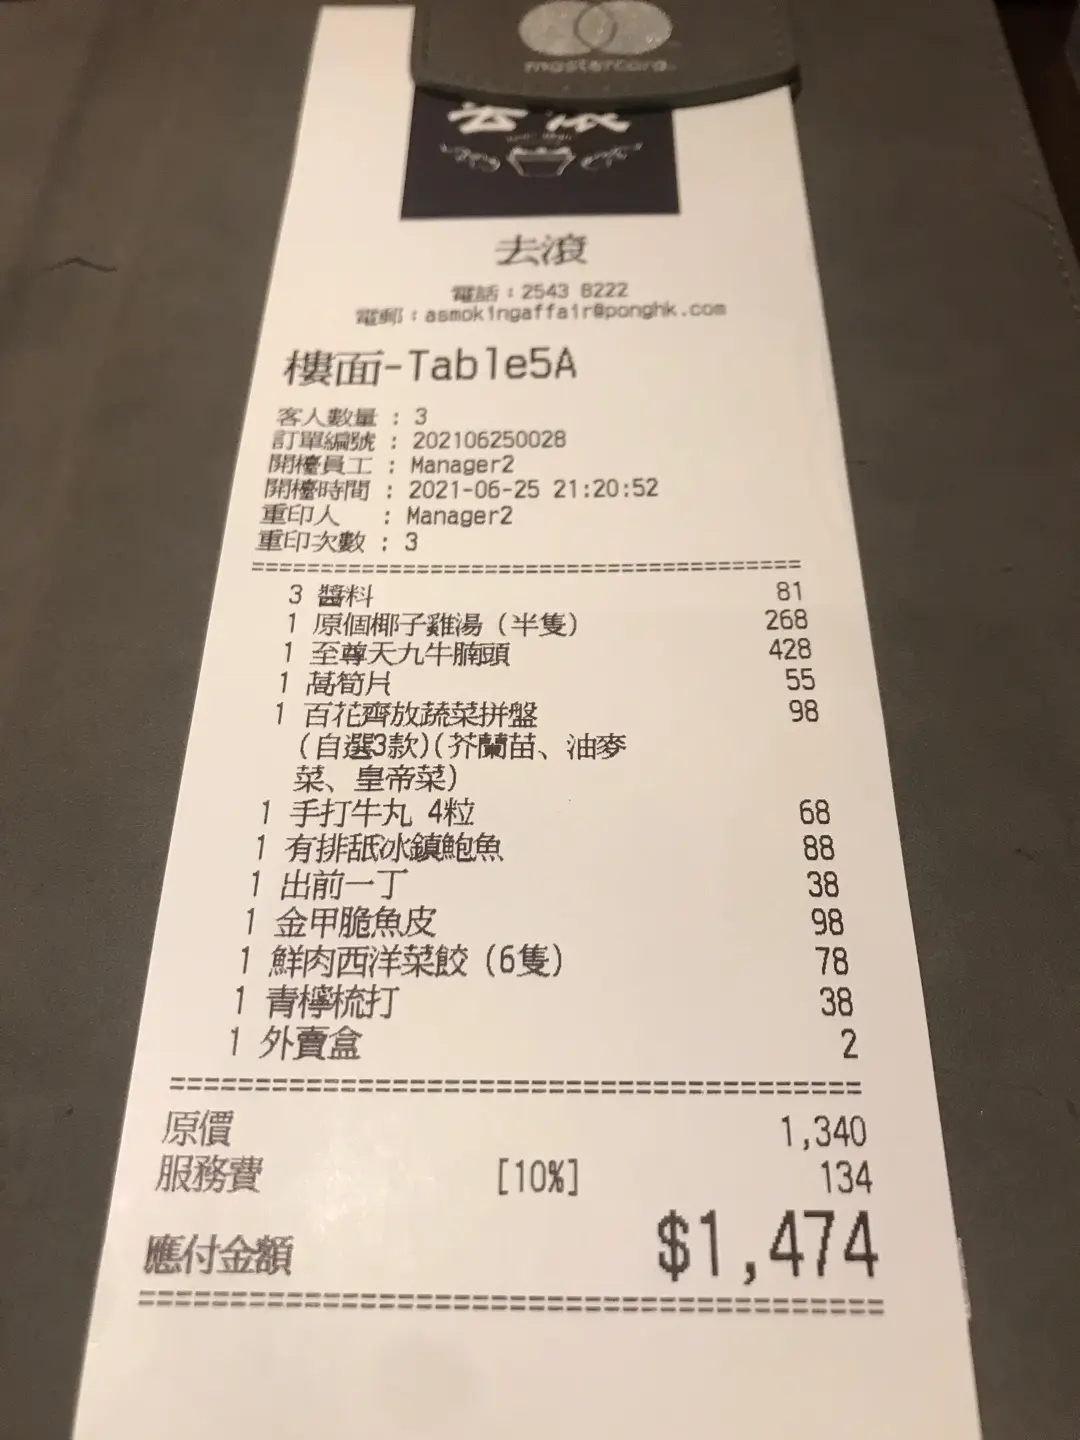 mastercard
去滾
去滾
電話：2543 8222
電郵：asmokingaffair@ponghk.com
樓面-Table5A
客人數量 : 3
訂單編號 : 202106250028
開檯員工 : Manager2
開檯時間 : 2021-06-25 21:20:52
重印人 : Manager2
重印次數 : 3
3 醬料 81
1 原個椰子雞湯（半隻） 268
1 至尊天九牛腩頭 428
1 萵筍片 55
1 百花齊放蔬菜拼盤 98
(自選3款)(芥蘭苗、油麥
菜、皇帝菜)
1 手打牛丸 4粒 68
1 有排舐冰鎮鮑魚 88
1 出前一丁 38
1 金甲脆魚皮 98
1 鮮肉西洋菜餃（6隻） 78
1 青檸梳打 38
1 外賣盒 2
原價 1,340
服務費 [10%] 134
應付金額 $1,474